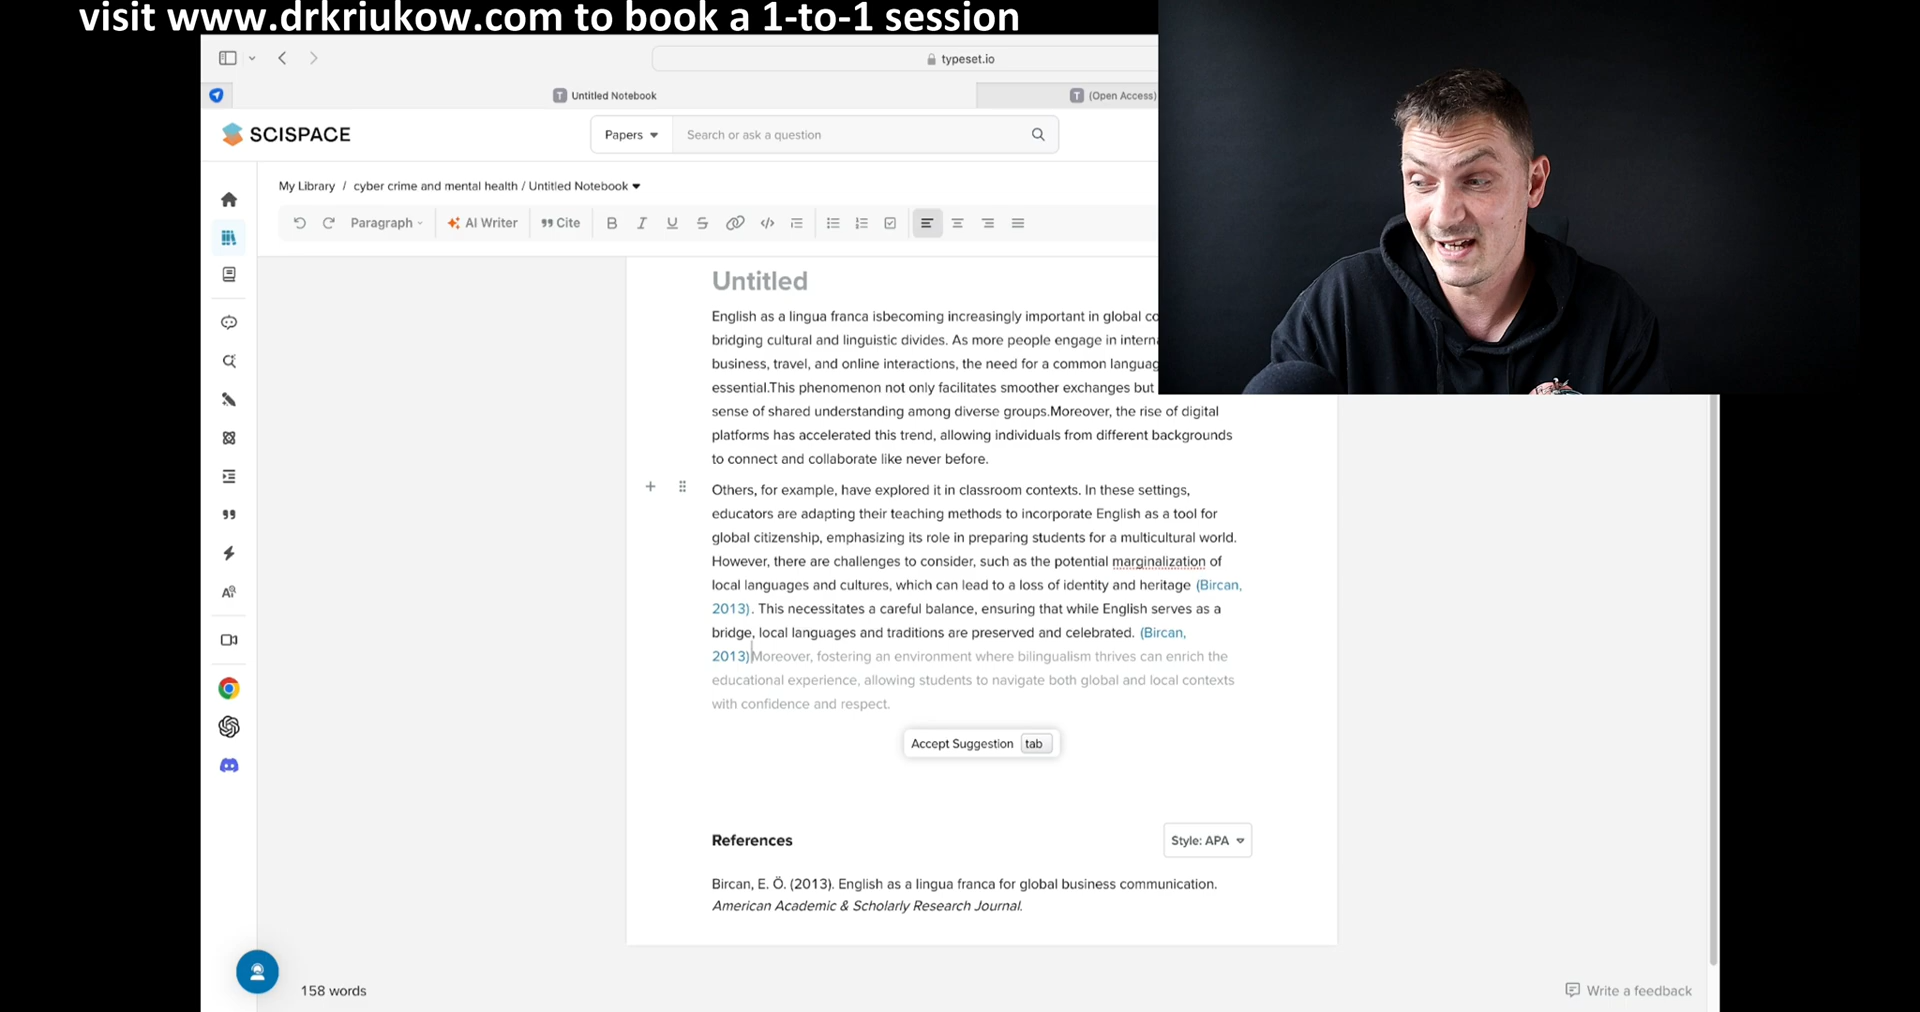 visit www.drkriukow.com to book a 1-to-1 session
typeset.io
T Untitled Notebook
T (Open Access)
SCISPACE
Papers
Search or ask a question
My Library / cyber crime and mental health / Untitled Notebook
Paragraph
AI Writer
Cite
B I U S
Untitled
English as a lingua franca isbecoming increasingly important in global
bridging cultural and linguistic divides. As more people engage in
business, travel, and online interactions, the need for a common
essential.This phenomenon not only facilitates smoother exchanges but
sense of shared understanding among diverse groups.Moreover, the rise of digital
platforms has accelerated this trend, allowing individuals from different backgrounds
to connect and collaborate like never before.
Others, for example, have explored it in classroom contexts. In these settings,
educators are adapting their teaching methods to incorporate English as a tool for
global citizenship, emphasizing its role in preparing students for a multicultural world.
However, there are challenges to consider, such as the potential marginalization of
local languages and cultures, which can lead to a loss of identity and heritage (Bircan,
2013). This necessitates a careful balance, ensuring that while English serves as a
bridge, local languages and traditions are preserved and celebrated. (Bircan,
2013)Moreover, fostering an environment where bilingualism thrives can enrich the
educational experience, allowing students to navigate both global and local contexts
with confidence and respect.
Accept Suggestion tab
References
Style: APA
Bircan, E. Ö. (2013). English as a lingua franca for global business communication.
American Academic & Scholarly Research Journal.
158 words
Write a feedback